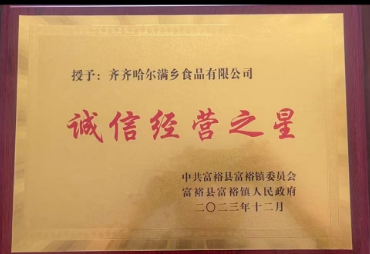 授予：齐齐哈尔满乡食品有限公司
诚信经营之星
中共富裕县富裕镇委员会
富裕县富裕镇人民政府
二〇二三年十二月